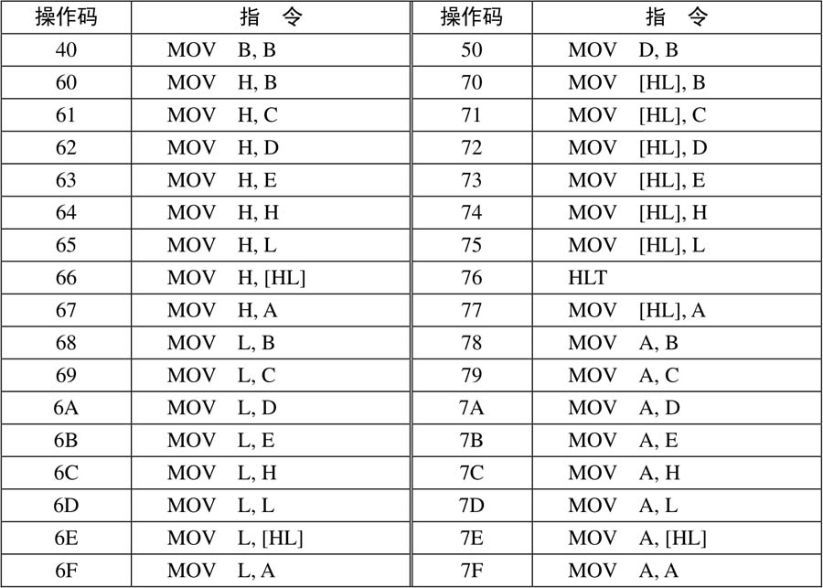 操作码 指 令 操作码 指 令
40 MOV B, B 50 MOV D, B
60 MOV H, B 70 MOV [HL], B
61 MOV H, C 71 MOV [HL], C
62 MOV H, D 72 MOV [HL], D
63 MOV H, E 73 MOV [HL], E
64 MOV H, H 74 MOV [HL], H
65 MOV H, L 75 MOV [HL], L
66 MOV H, [HL] 76 HLT
67 MOV H, A 77 MOV [HL], A
68 MOV L, B 78 MOV A, B
69 MOV L, C 79 MOV A, C
6A MOV L, D 7A MOV A, D
6B MOV L, E 7B MOV A, E
6C MOV L, H 7C MOV A, H
6D MOV L, L 7D MOV A, L
6E MOV L, [HL] 7E MOV A, [HL]
6F MOV L, A 7F MOV A, A